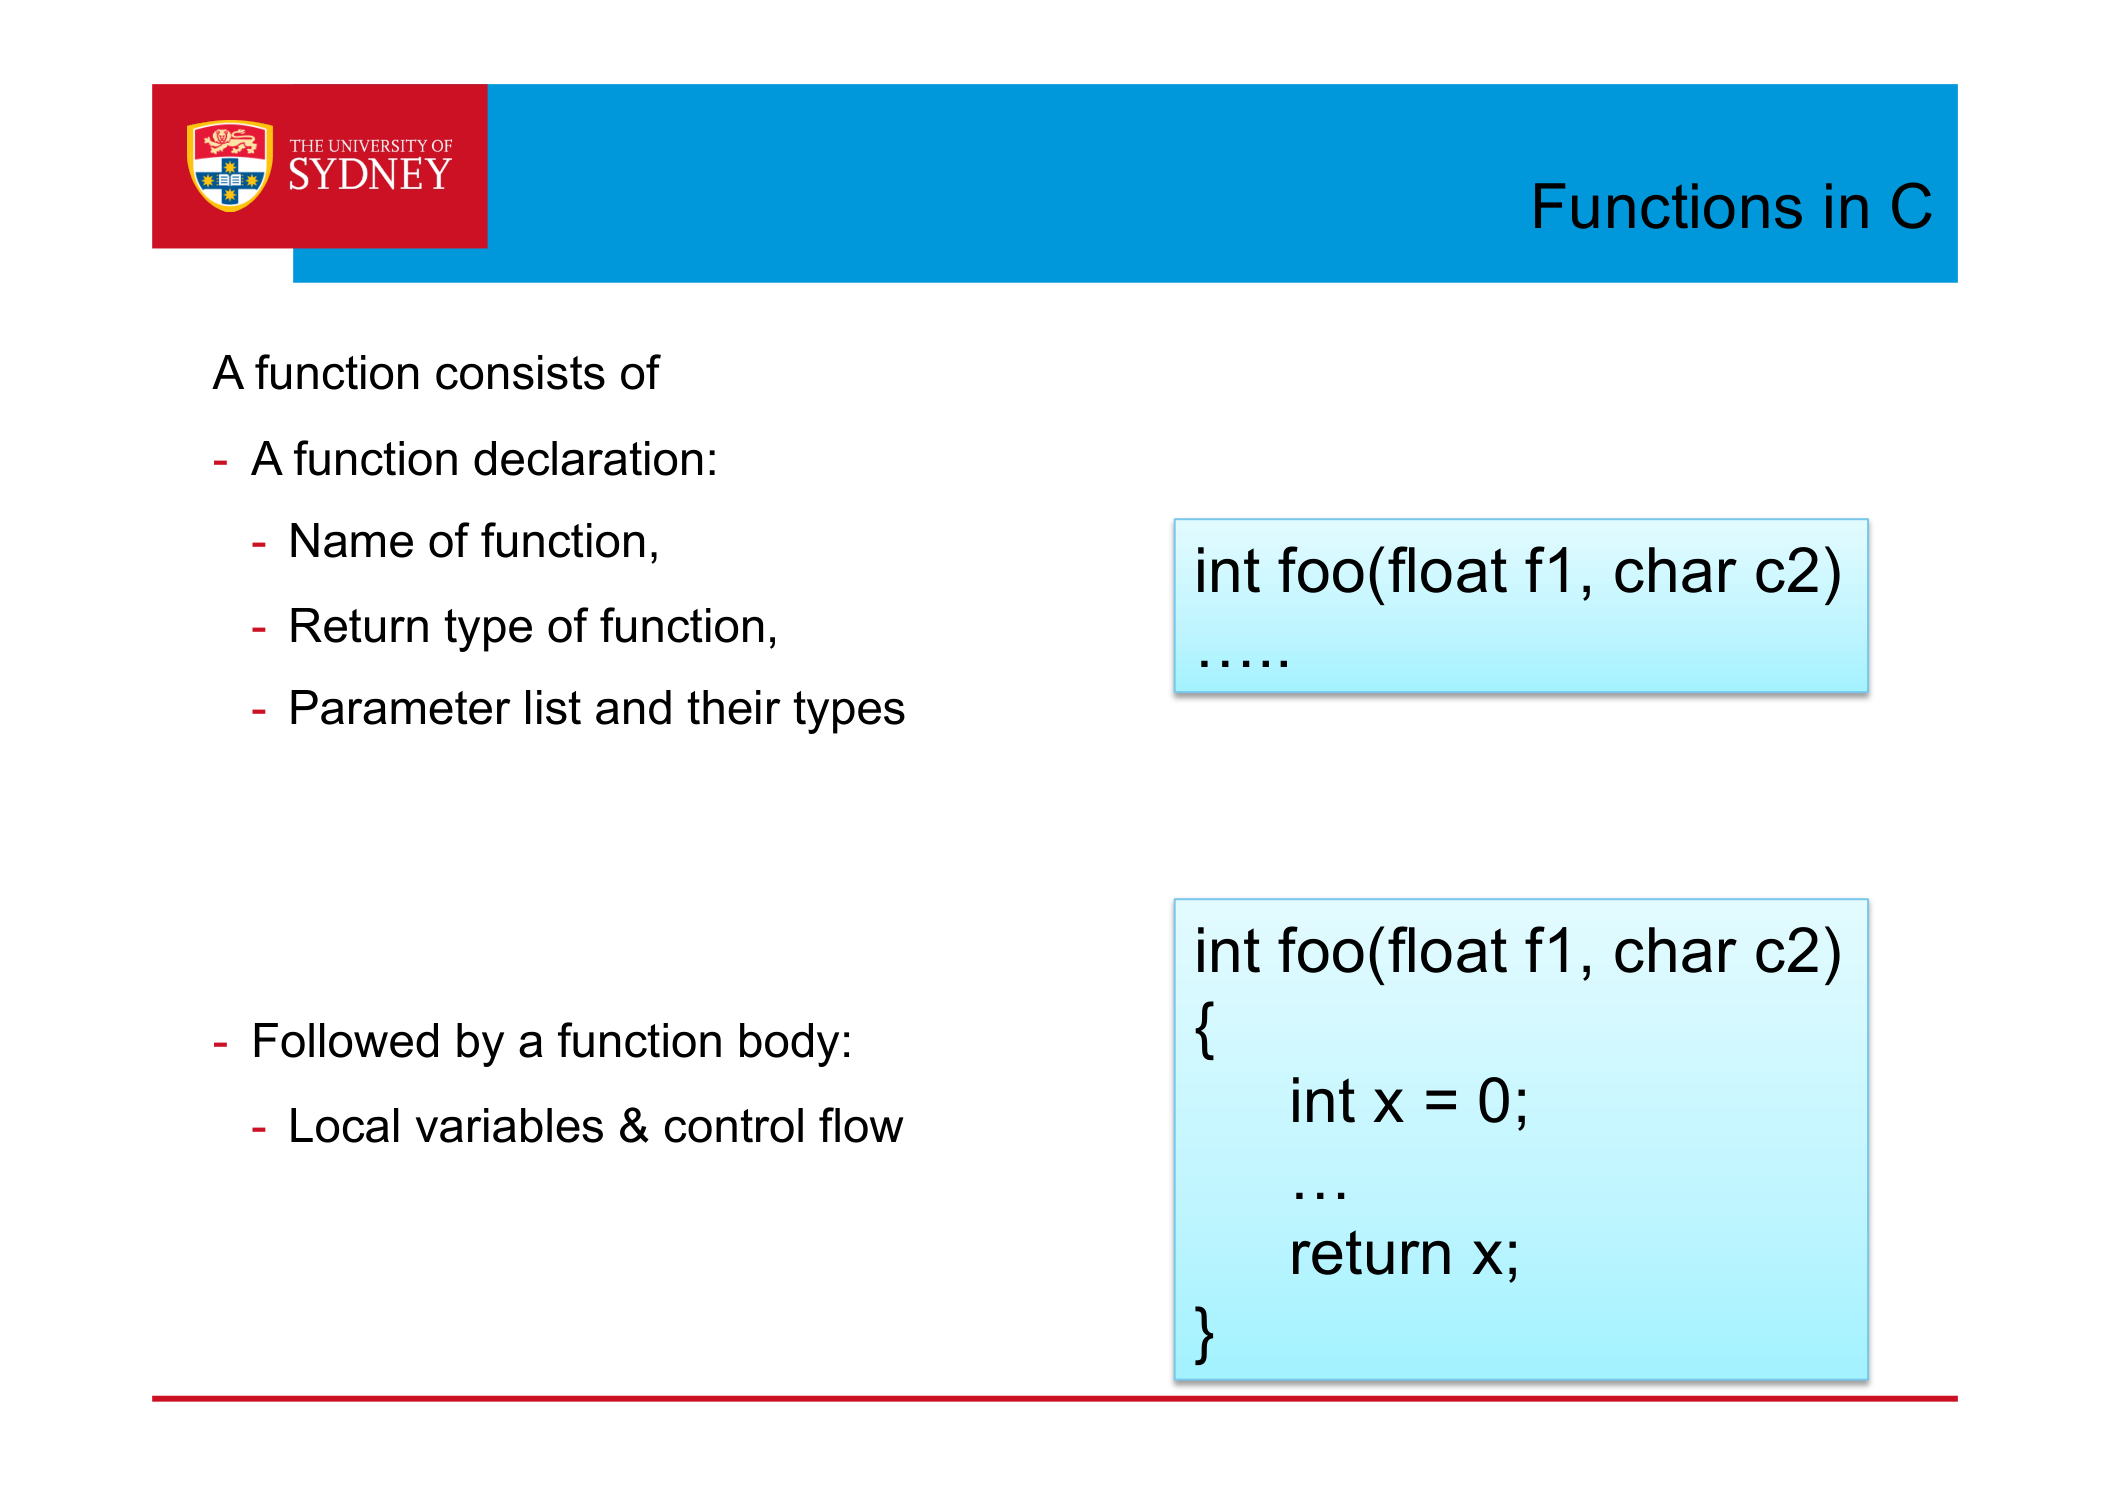 THE UNIVERSITY OF
SYDNEY
Functions in C
A function consists of
- A function declaration:
- Name of function,
- Return type of function,
- Parameter list and their types
int foo(float f1, char c2)
…..
- Followed by a function body:
- Local variables & control flow
int foo(float f1, char c2)
{
int x = 0;
…
return x;
}